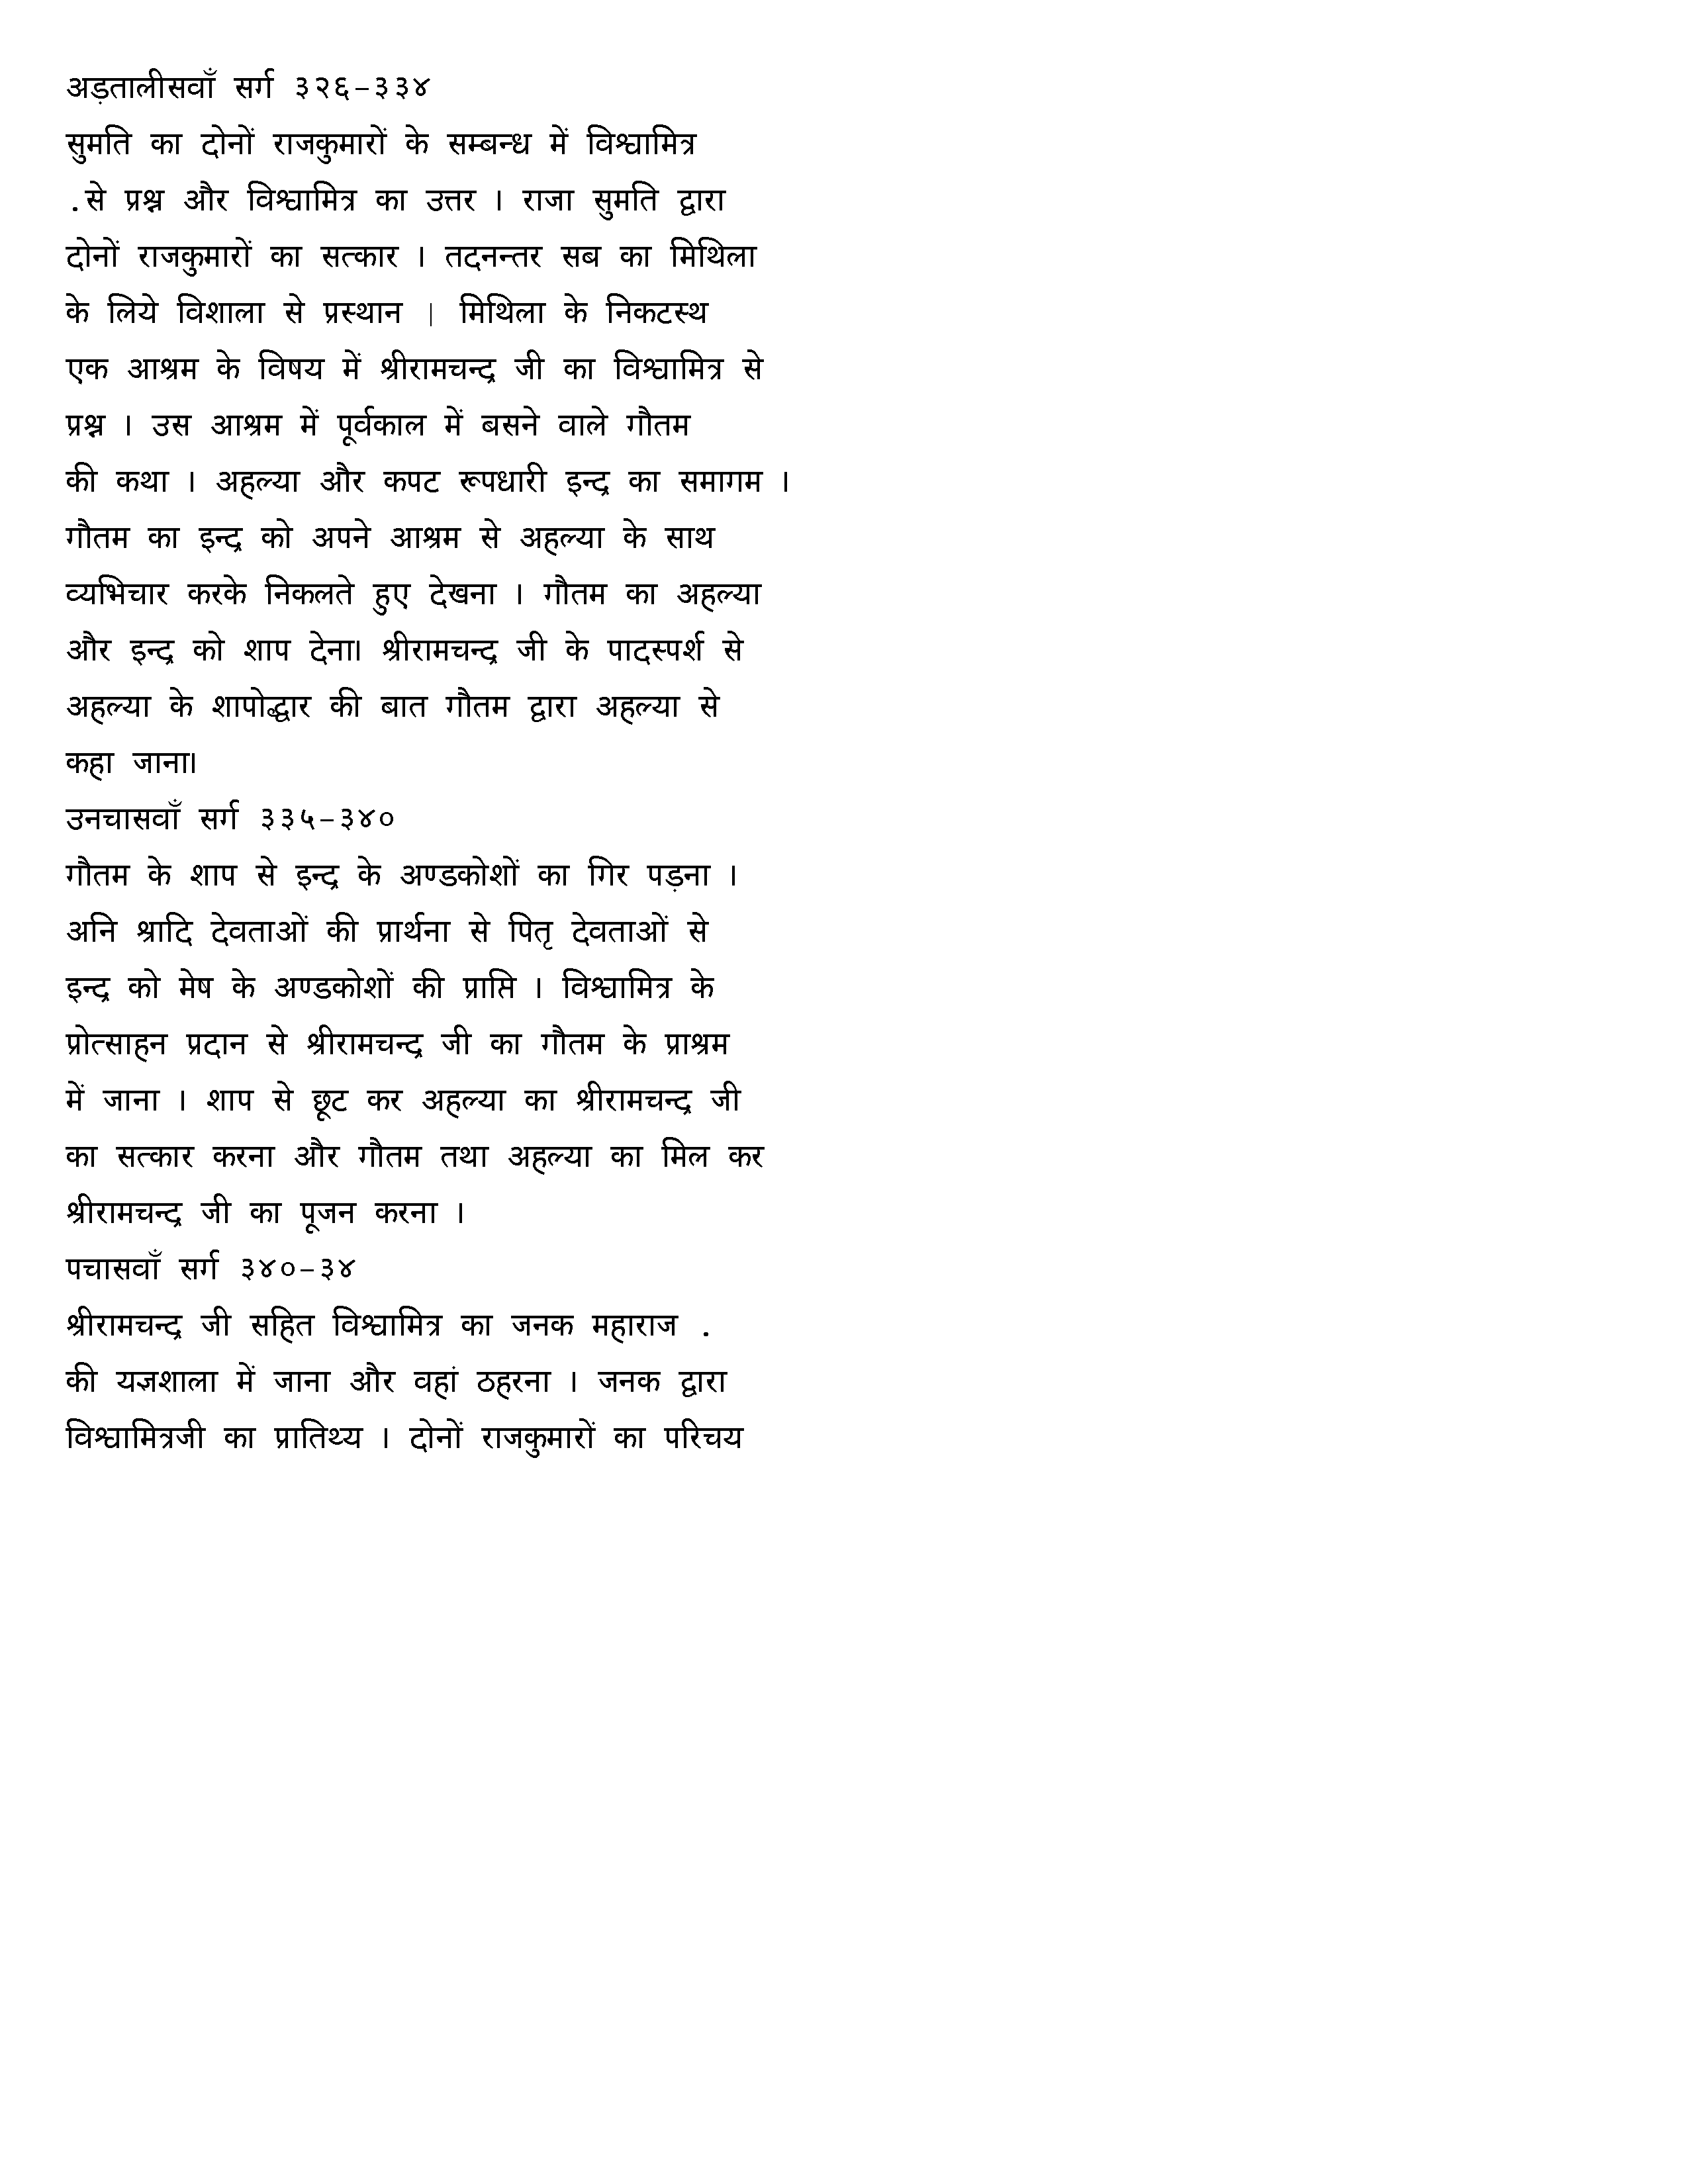 अड़तालीसवाँ सर्ग ३२६-३३४
सुमति का दोनों राजकुमारों के सम्बन्ध में विश्वामित्र
.से प्रश्न और विश्वामित्र का उत्तर । राजा सुमति द्वारा
दोनों राजकुमारों का सत्कार । तदनन्तर सब का मिथिला
के लिये विशाला से प्रस्थान | मिथिला के निकटस्थ
एक आश्रम के विषय में श्रीरामचन्द्र जी का विश्वामित्र से
प्रश्न । उस आश्रम में पूर्वकाल में बसने वाले गौतम
की कथा । अहल्या और कपट रूपधारी इन्द्र का समागम ।
गौतम का इन्द्र को अपने आश्रम से अहल्या के साथ
व्यभिचार करके निकलते हुए देखना । गौतम का अहल्या
और इन्द्र को शाप देना। श्रीरामचन्द्र जी के पादस्पर्श से
अहल्या के शापोद्धार की बात गौतम द्वारा अहल्या से
कहा जाना।
उनचासवाँ सर्ग ३३५-३४०
गौतम के शाप से इन्द्र के अण्डकोशों का गिर पड़ना ।
अनि श्रादि देवताओं की प्रार्थना से पितृ देवताओं से
इन्द्र को मेष के अण्डकोशों की प्राप्ति । विश्वामित्र के
प्रोत्साहन प्रदान से श्रीरामचन्द्र जी का गौतम के प्राश्रम
में जाना । शाप से छूट कर अहल्या का श्रीरामचन्द्र जी
का सत्कार करना और गौतम तथा अहल्या का मिल कर
श्रीरामचन्द्र जी का पूजन करना ।
पचासवाँ सर्ग ३४०-३४
श्रीरामचन्द्र जी सहित विश्वामित्र का जनक महाराज .
की यज्ञशाला में जाना और वहां ठहरना । जनक द्वारा
विश्वामित्रजी का प्रातिथ्य । दोनों राजकुमारों का परिचय